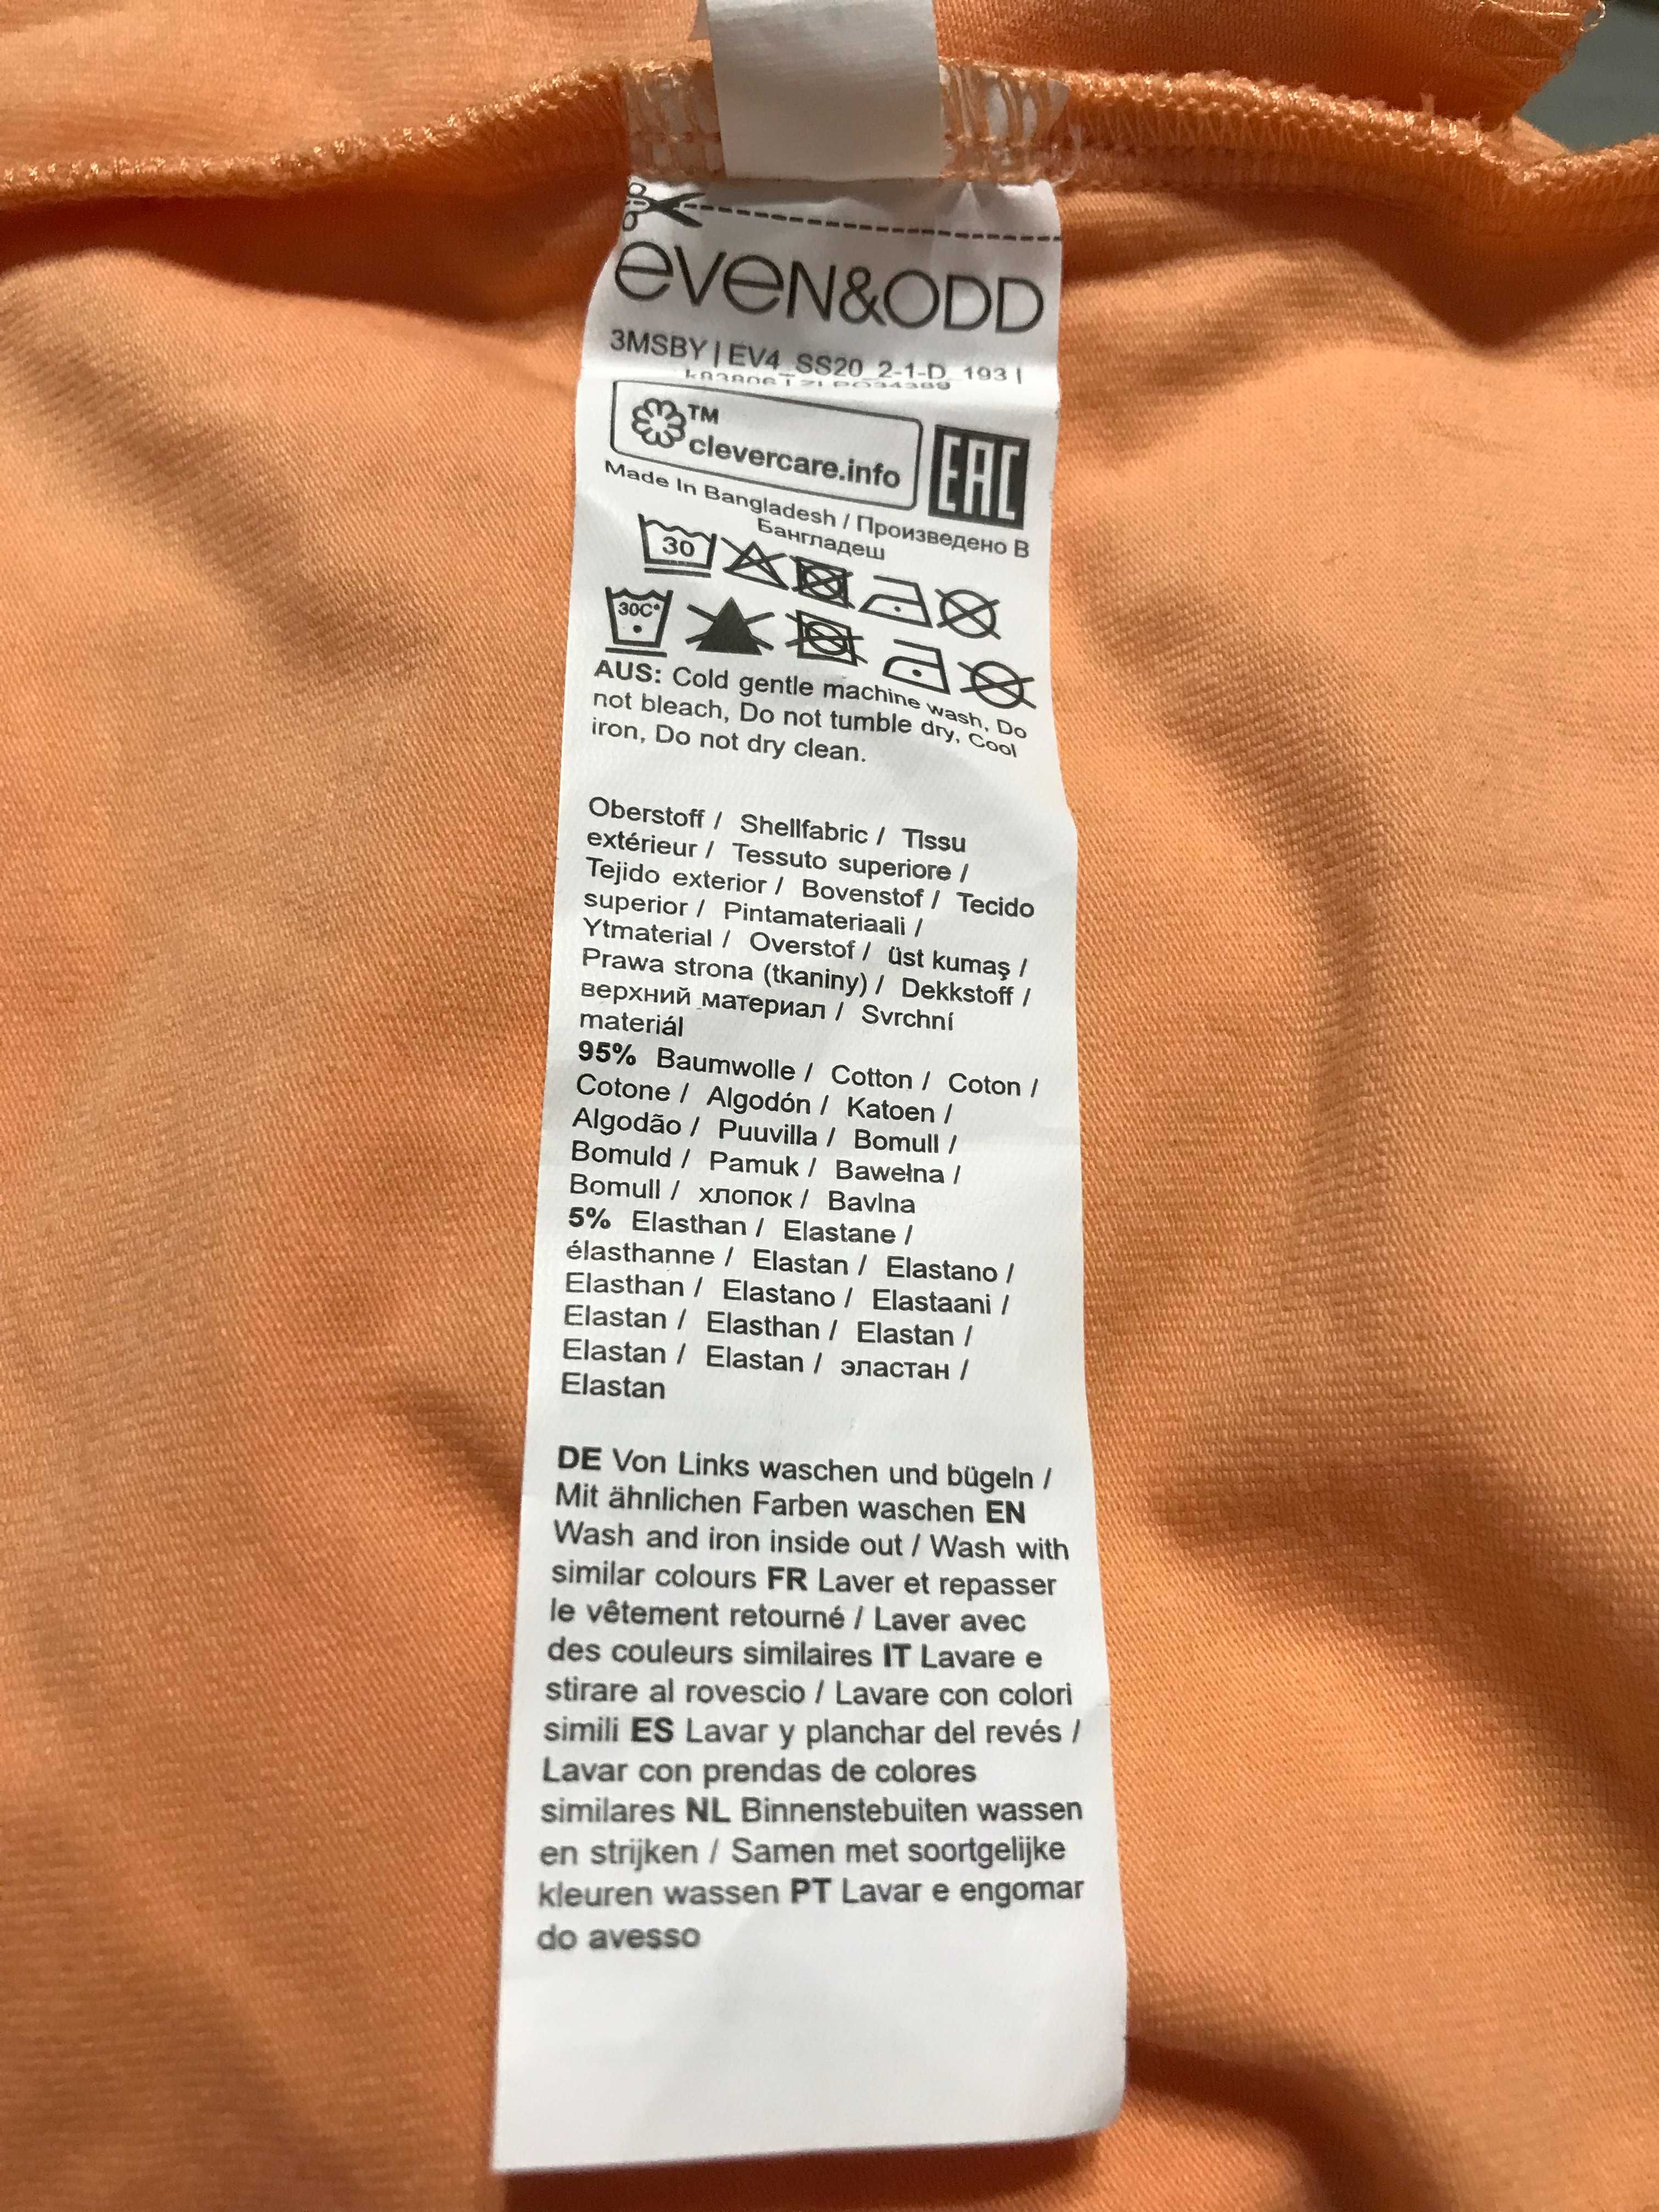 eVeN&ODD
3MSBY | EV4_SS20_2-1-D_193 |
TM
clevercare.info
EAC
Made In Bangladesh / Произведено В
Бангладеш
30
30C°
AUS: Cold gentle machine wash, Do
not bleach, Do not tumble dry, Cool
iron, Do not dry clean.
Oberstoff / Shellfabric / Tissu
extérieur / Tessuto superiore /
Tejido exterior / Bovenstof / Tecido
superior / Pintamateriaali /
Ytmaterial / Overstof / üst kumaş /
Prawa strona (tkaniny) / Dekkstoff /
верхний материал / Svrchní
materiál
95% Baumwolle / Cotton / Coton /
Cotone / Algodón / Katoen /
Algodão / Puuvilla / Bomull /
Bomuld / Pamuk / Bawełna /
Bomull / хлопок / Bavlna
5% Elasthan / Elastane /
élasthanne / Elastan / Elastano /
Elasthan / Elastano / Elastaani /
Elastan / Elasthan / Elastan /
Elastan / Elastan / эластан /
Elastan
DE Von Links waschen und bügeln /
Mit ähnlichen Farben waschen EN
Wash and iron inside out / Wash with
similar colours FR Laver et repasser
le vêtement retourné / Laver avec
des couleurs similaires IT Lavare e
stirare al rovescio / Lavare con colori
simili ES Lavar y planchar del revés /
Lavar con prendas de colores
similares NL Binnenstebuiten wassen
en strijken / Samen met soortgelijke
kleuren wassen PT Lavar e engomar
do avesso